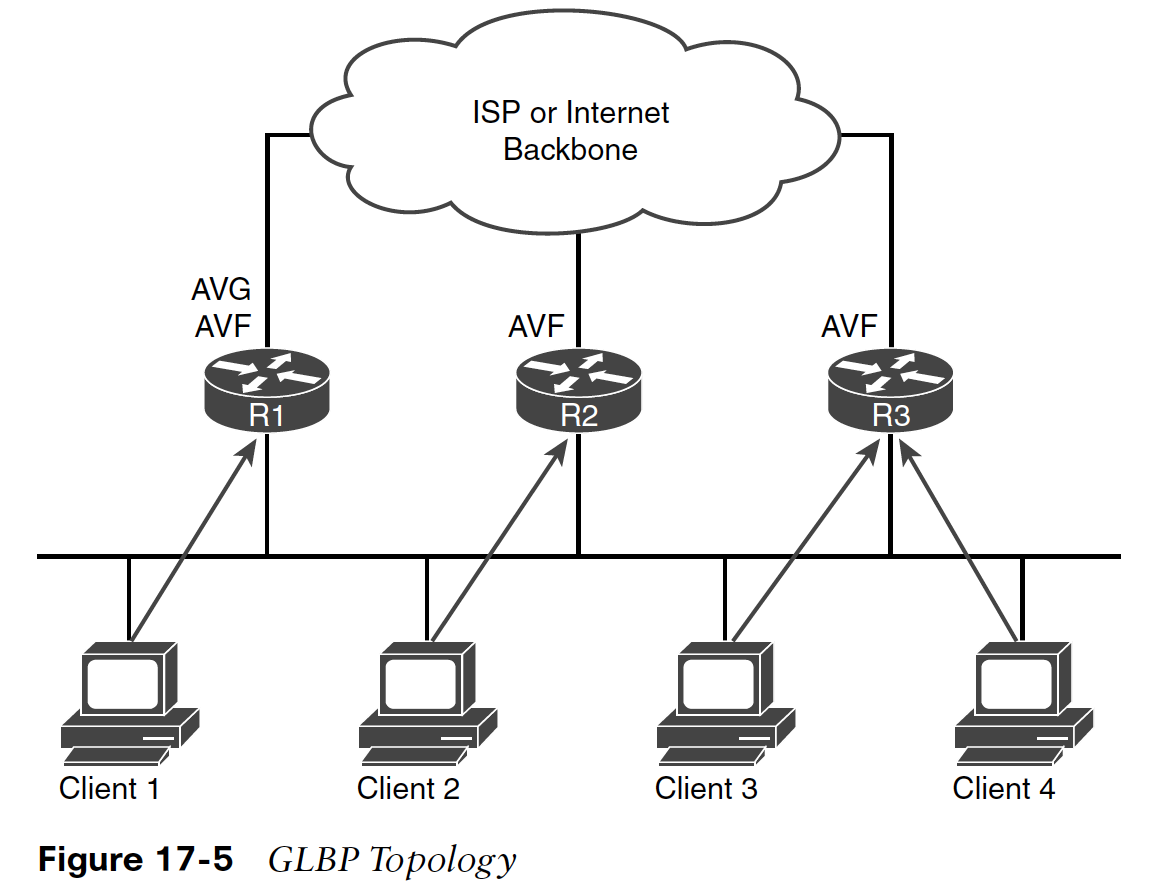 ISP or Internet
Backbone
AVG
AVF
AVF
AVF
R1
R2
R3
Client 1
Client 2
Client 3
Client 4
Figure 17-5 GLBP Topology